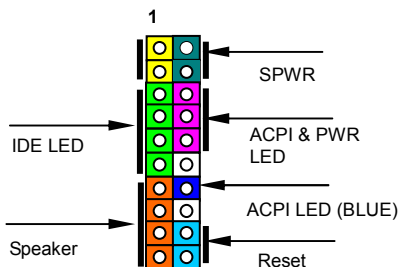 1
SPWR
ACPI & PWR
LED
IDE LED
ACPI LED (BLUE)
Speaker
Reset